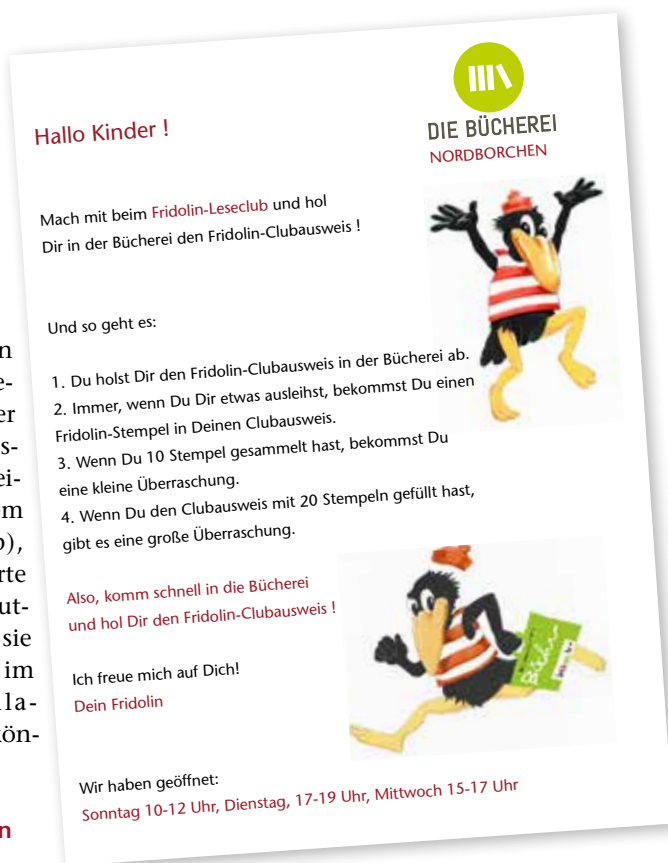 DIE BÜCHEREI
NORDBORCHEN
Hallo Kinder !
Mach mit beim Fridolin-Leseclub und hol
Dir in der Bücherei den Fridolin-Clubausweis !
Und so geht es:
1. Du holst Dir den Fridolin-Clubausweis in der Bücherei ab.
2. Immer, wenn Du Dir etwas ausleihst, bekommst Du einen
Fridolin-Stempel in Deinen Clubausweis.
3. Wenn Du 10 Stempel gesammelt hast, bekommst Du
eine kleine Überraschung.
4. Wenn Du den Clubausweis mit 20 Stempeln gefüllt hast,
gibt es eine große Überraschung.
Also, komm schnell in die Bücherei
und hol Dir den Fridolin-Clubausweis !
Ich freue mich auf Dich!
Dein Fridolin
Wir haben geöffnet:
Sonntag 10-12 Uhr, Dienstag, 17-19 Uhr, Mittwoch 15-17 Uhr
sie
im
kön-